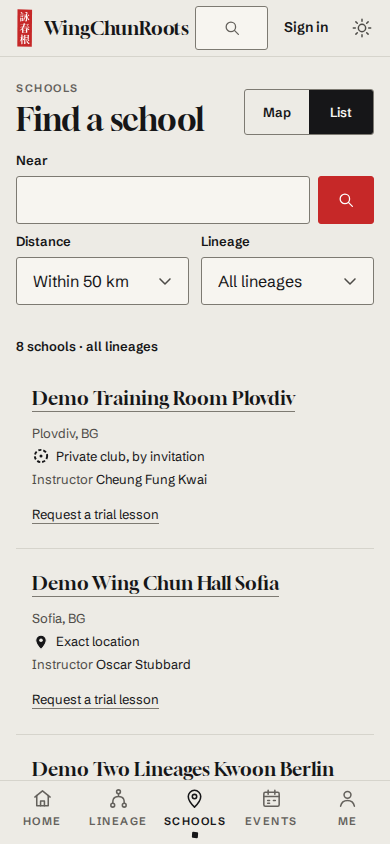 詠春根 WingChunRoots Sign in
SCHOOLS
Find a school
Map List
Near
Distance Lineage
Within 50 km All lineages
8 schools · all lineages
Demo Training Room Plovdiv
Plovdiv, BG
Private club, by invitation
Instructor Cheung Fung Kwai
Request a trial lesson
Demo Wing Chun Hall Sofia
Sofia, BG
Exact location
Instructor Oscar Stubbard
Request a trial lesson
Demo Two Lineages Kwoon Berlin
HOME LINEAGE SCHOOLS EVENTS ME